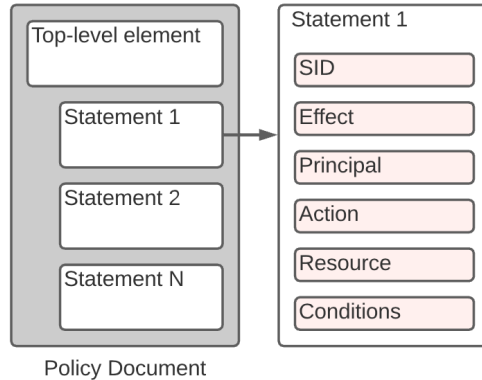 Top-level element
Statement 1
Statement 2
Statement N
Policy Document
Statement 1
SID
Effect
Principal
Action
Resource
Conditions